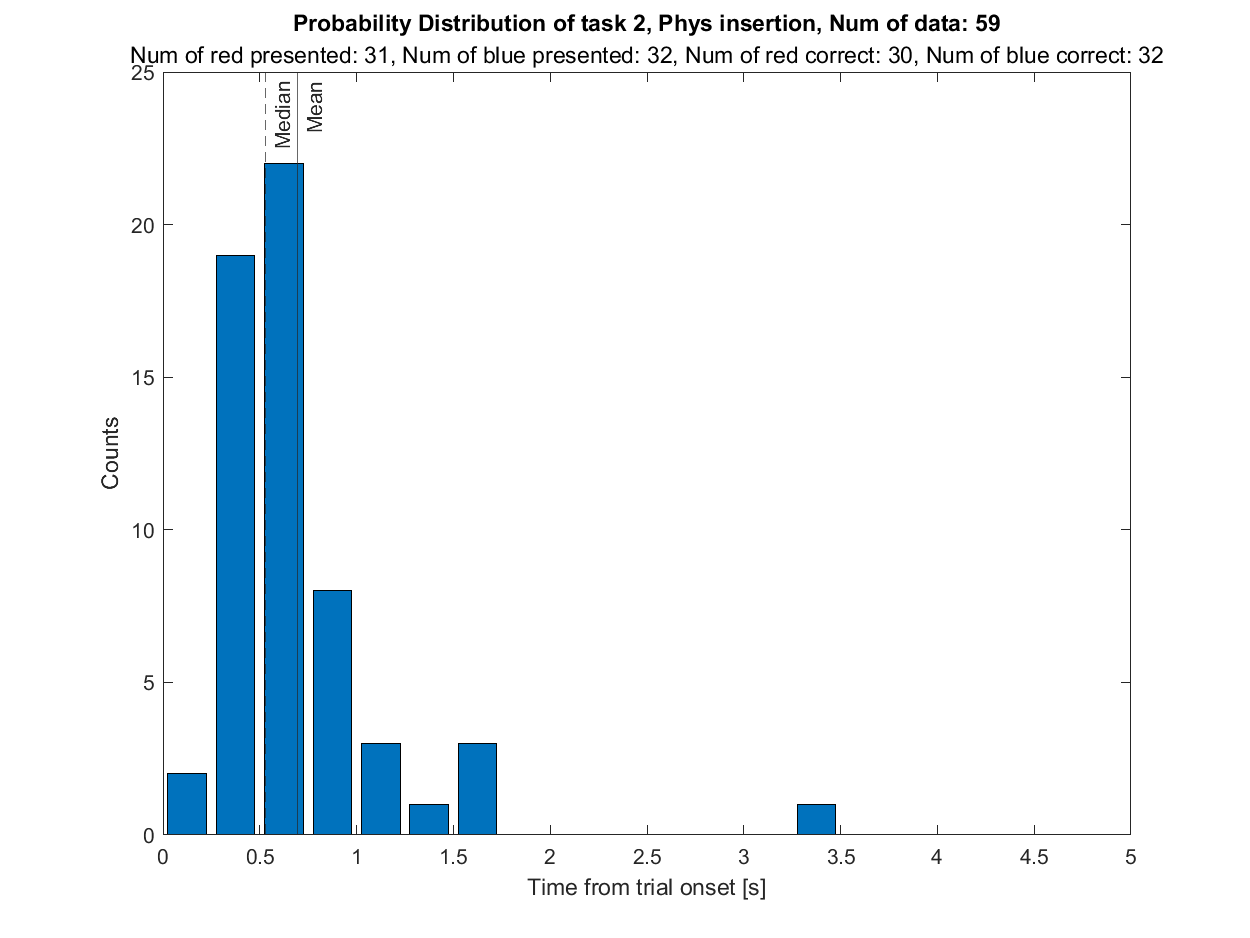 Probability Distribution of task 2, Phys insertion, Num of data: 59
Num of red presented: 31, Num of blue presented: 32, Num of red correct: 30, Num of blue correct: 32
Median
Mean
25
20
15
10
5
0
Counts
0 0.5 1 1.5 2 2.5 3 3.5 4 4.5 5
Time from trial onset [s]